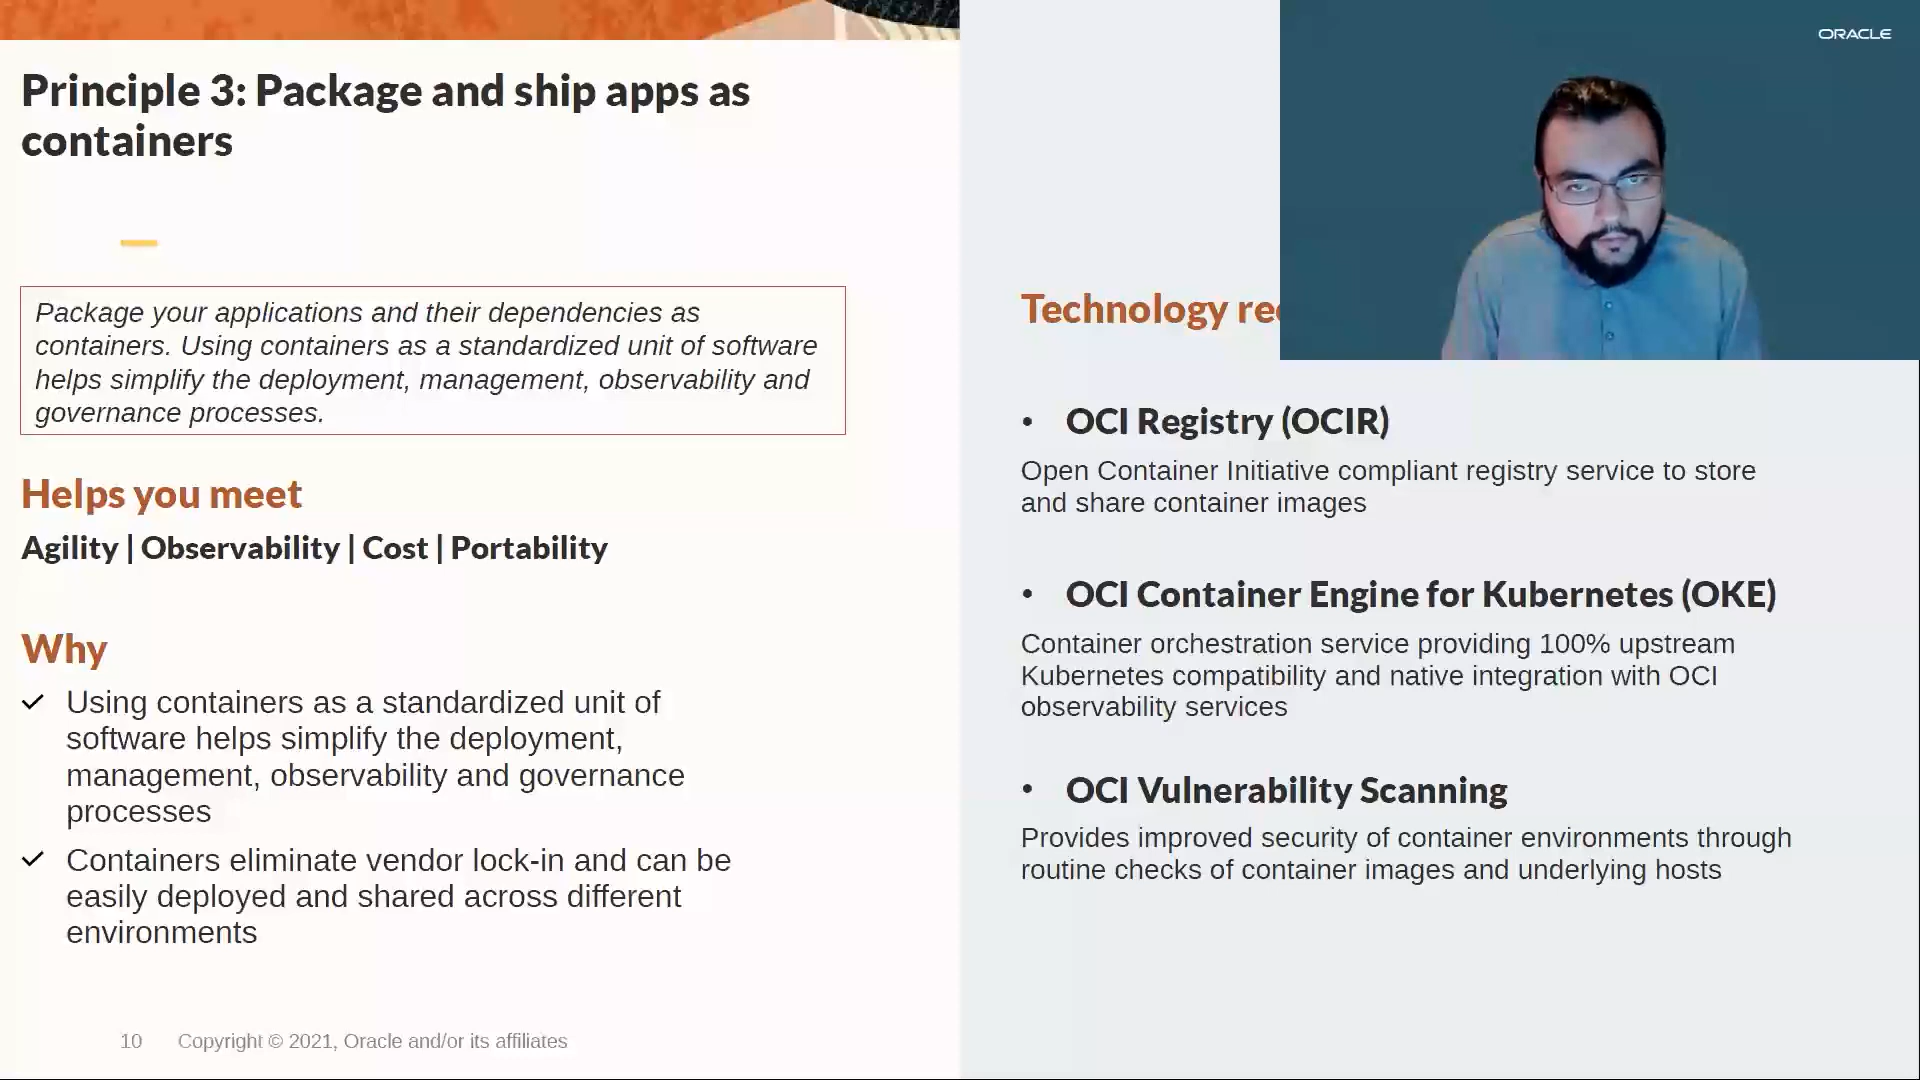 Principle 3: Package and ship apps as
containers
Package your applications and their dependencies as
containers. Using containers as a standardized unit of software
helps simplify the deployment, management, observability and
governance processes.
Helps you meet
Agility | Observability | Cost | Portability
Why
✓ Using containers as a standardized unit of
software helps simplify the deployment,
management, observability and governance
processes
✓ Containers eliminate vendor lock-in and can be
easily deployed and shared across different
environments
10 Copyright © 2021, Oracle and/or its affiliates
ORACLE
Technology
• OCI Registry (OCIR)
Open Container Initiative compliant registry service to store
and share container images
• OCI Container Engine for Kubernetes (OKE)
Container orchestration service providing 100% upstream
Kubernetes compatibility and native integration with OCI
observability services
• OCI Vulnerability Scanning
Provides improved security of container environments through
routine checks of container images and underlying hosts